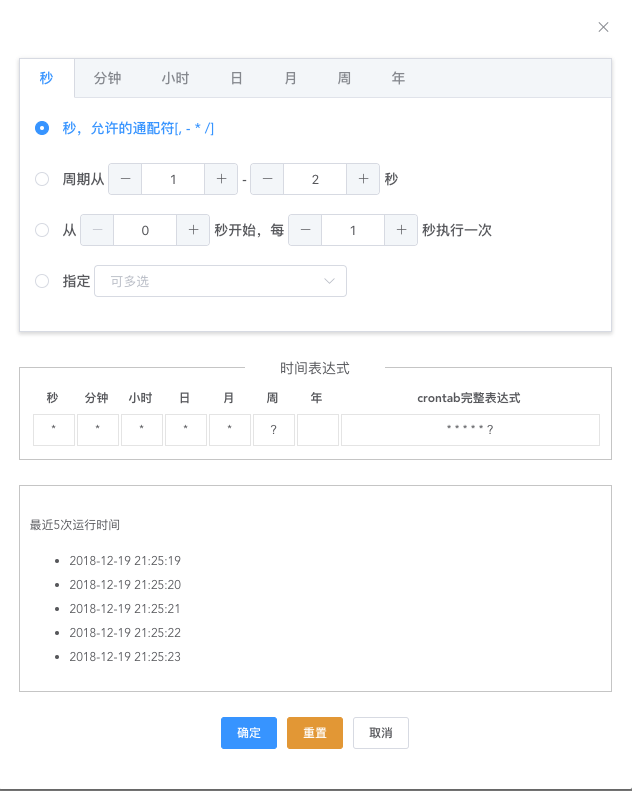 秒 分钟 小时 日 月 周 年
秒，允许的通配符[, - * /]
周期从 1 - 2 秒
从 0 秒开始，每 1 秒执行一次
指定 可多选
时间表达式
秒 分钟 小时 日 月 周 年 crontab完整表达式
* * * * * ? * * * * * ?
最近5次运行时间
2018-12-19 21:25:19
2018-12-19 21:25:20
2018-12-19 21:25:21
2018-12-19 21:25:22
2018-12-19 21:25:23
确定 重置 取消